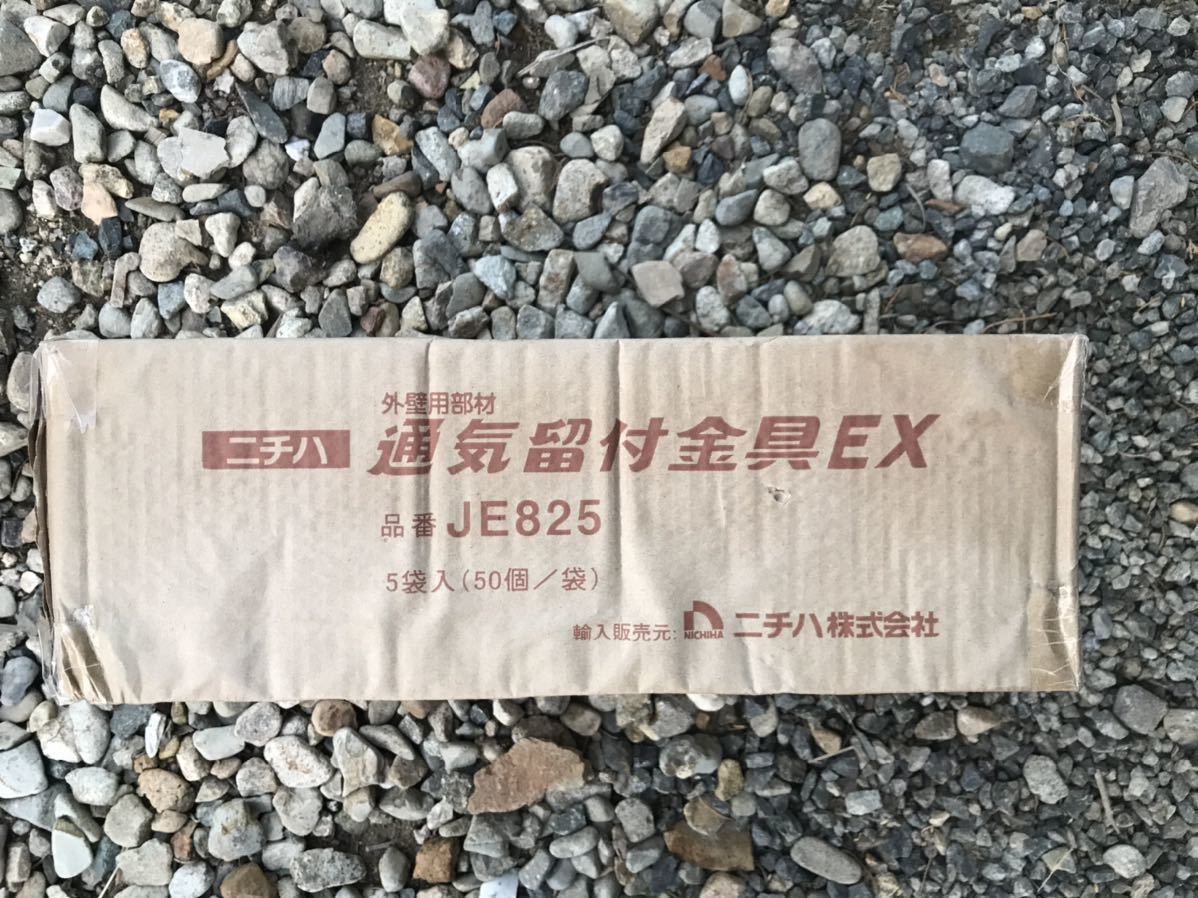 外壁用部材
ニチハ 通気留付金具EX
品番 JE825
5袋入(50個/袋)
輸入販売元: NICHIHA ニチハ株式会社